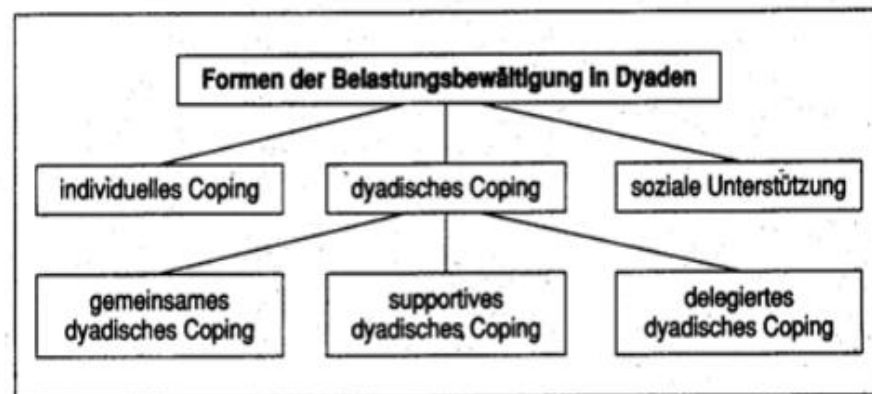 Formen der Belastungsbewältigung in Dyaden
individuelles Coping
dyadisches Coping
soziale Unterstützung
gemeinsames
dyadisches Coping
supportives
dyadisches Coping
delegiertes
dyadisches Coping